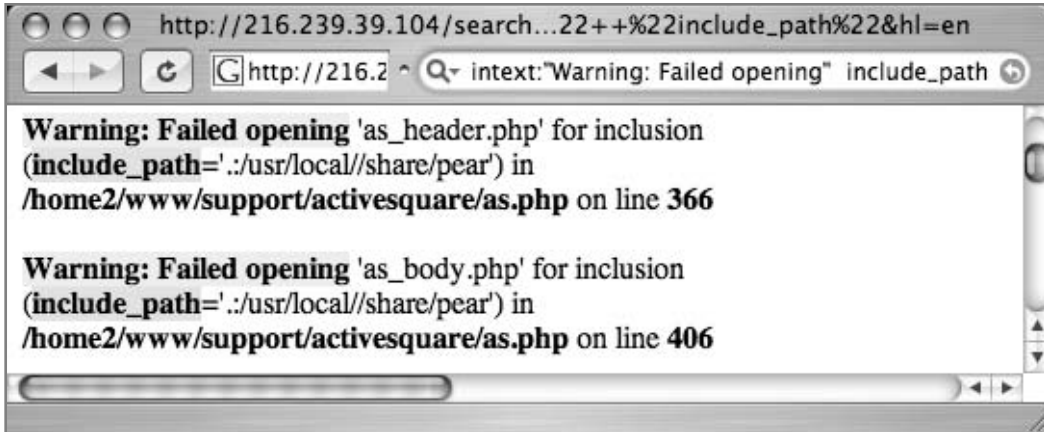 http://216.239.39.104/search...22++%22include_path%22&hl=en
G http://216.2 intext:"Warning: Failed opening" include_path
Warning: Failed opening 'as_header.php' for inclusion
(include_path='.:/usr/local//share/pear') in
/home2/www/support/activesquare/as.php on line 366
Warning: Failed opening 'as_body.php' for inclusion
(include_path='.:/usr/local//share/pear') in
/home2/www/support/activesquare/as.php on line 406